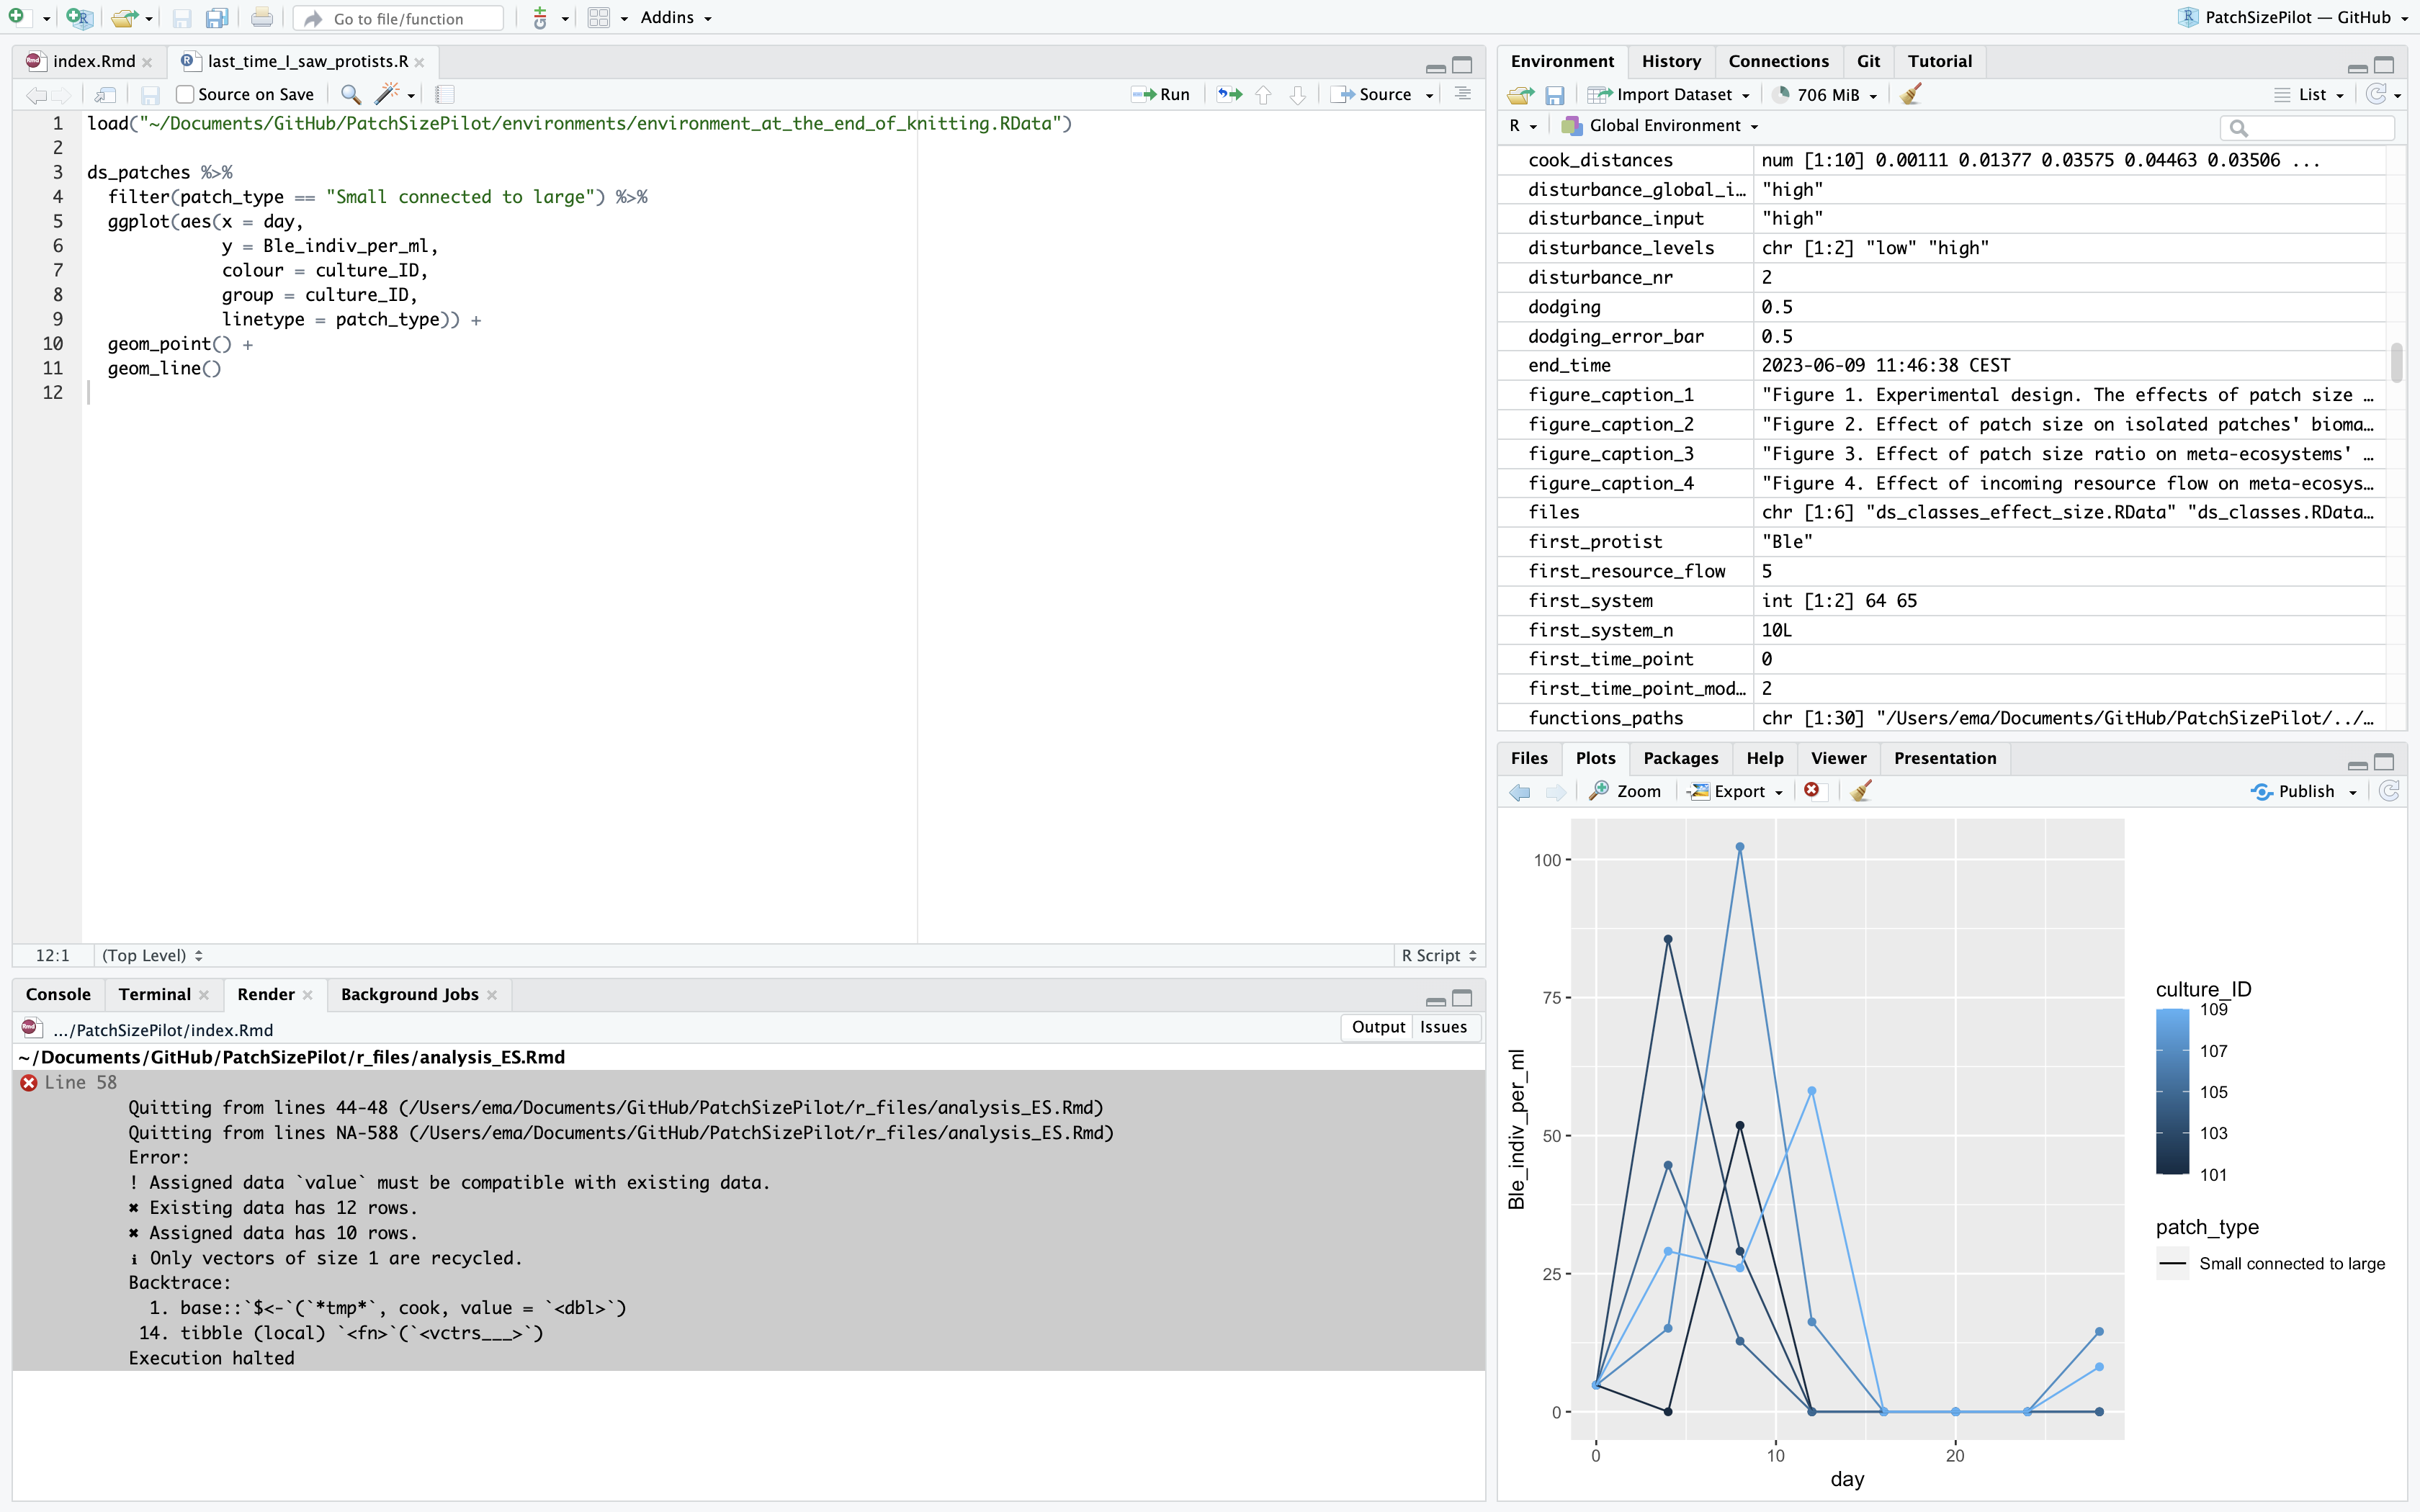 Go to file/function
Addins
PatchSizePilot — GitHub
index.Rmd
last_time_I_saw_protists.R
Source on Save
Run
Source
1 load("~/Documents/GitHub/PatchSizePilot/environments/environment_at_the_end_of_knitting.RData")
2
3 ds_patches %>%
4 filter(patch_type == "Small connected to large") %>%
5 ggplot(aes(x = day,
6 y = Ble_indiv_per_ml,
7 colour = culture_ID,
8 group = culture_ID,
9 linetype = patch_type)) +
10 geom_point() +
11 geom_line()
12
12:1 (Top Level) R Script
Console Terminal Render Background Jobs
.../PatchSizePilot/index.Rmd
Output Issues
~/Documents/GitHub/PatchSizePilot/r_files/analysis_ES.Rmd
Line 58
Quitting from lines 44-48 (/Users/ema/Documents/GitHub/PatchSizePilot/r_files/analysis_ES.Rmd)
Quitting from lines NA-588 (/Users/ema/Documents/GitHub/PatchSizePilot/r_files/analysis_ES.Rmd)
Error:
! Assigned data `value` must be compatible with existing data.
✖ Existing data has 12 rows.
✖ Assigned data has 10 rows.
ℹ Only vectors of size 1 are recycled.
Backtrace:
1. base::`$<-`(`*tmp*`, cook, value = `<dbl>`)
14. tibble (local) `<fn>`(`<vctrs___>`)
Execution halted
Environment History Connections Git Tutorial
Import Dataset 706 MiB List
R Global Environment
cook_distances num [1:10] 0.00111 0.01377 0.03575 0.04463 0.03506 ...
disturbance_global_i… "high"
disturbance_input "high"
disturbance_levels chr [1:2] "low" "high"
disturbance_nr 2
dodging 0.5
dodging_error_bar 0.5
end_time 2023-06-09 11:46:38 CEST
figure_caption_1 "Figure 1. Experimental design. The effects of patch size …
figure_caption_2 "Figure 2. Effect of patch size on isolated patches' bioma…
figure_caption_3 "Figure 3. Effect of patch size ratio on meta-ecosystems' …
figure_caption_4 "Figure 4. Effect of incoming resource flow on meta-ecosys…
files chr [1:6] "ds_classes_effect_size.RData" "ds_classes.RData…
first_protist "Ble"
first_resource_flow 5
first_system int [1:2] 64 65
first_system_n 10L
first_time_point 0
first_time_point_mod… 2
functions_paths chr [1:30] "/Users/ema/Documents/GitHub/PatchSizePilot/../…
Files Plots Packages Help Viewer Presentation
Zoom Export Publish
100
75
50
25
0
Ble_indiv_per_ml
0 10 20
day
culture_ID
109
107
105
103
101
patch_type
Small connected to large